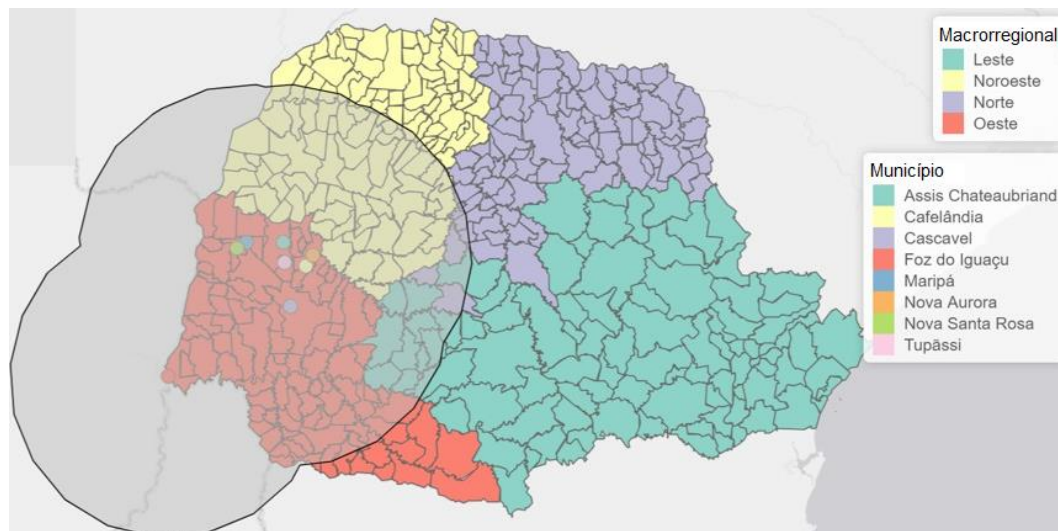 Macrorregional
Leste
Noroeste
Norte
Oeste
Município
Assis Chateaubriand
Cafelândia
Cascavel
Foz do Iguaçu
Maripá
Nova Aurora
Nova Santa Rosa
Tupãssi